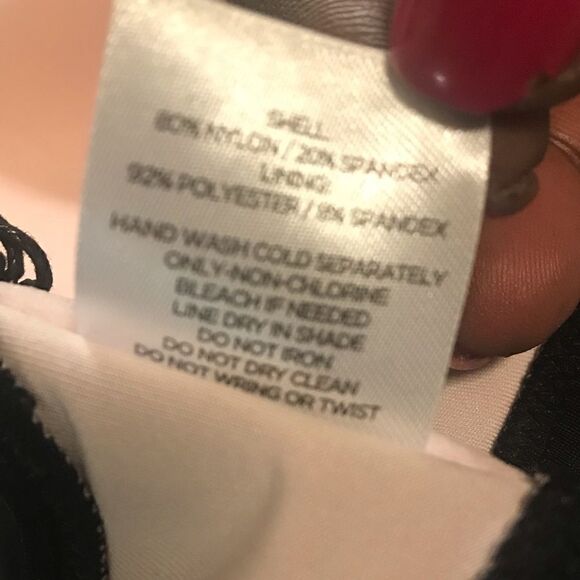 SHELL
80% NYLON / 20% SPANDEX
LINING:
92% POLYESTER / 8% SPANDEX
HAND WASH COLD SEPARATELY
ONLY-NON-CHLORINE
BLEACH IF NEEDED
LINE DRY IN SHADE
DO NOT IRON
DO NOT DRY CLEAN
DO NOT WRING OR TWIST